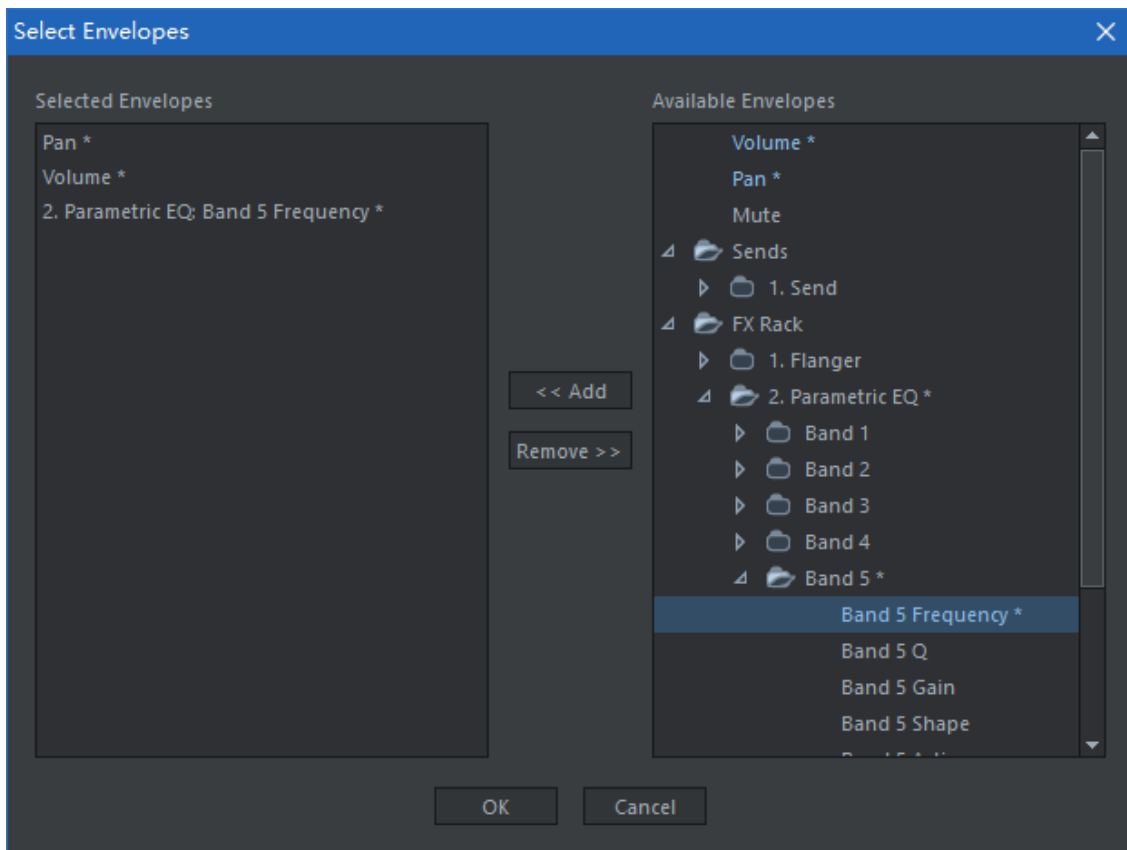 Select Envelopes
Selected Envelopes
Pan *
Volume *
2. Parametric EQ; Band 5 Frequency *
<< Add
Remove >>
Available Envelopes
Volume *
Pan *
Mute
Sends
1. Send
FX Rack
1. Flanger
2. Parametric EQ *
Band 1
Band 2
Band 3
Band 4
Band 5 *
Band 5 Frequency *
Band 5 Q
Band 5 Gain
Band 5 Shape
OK
Cancel